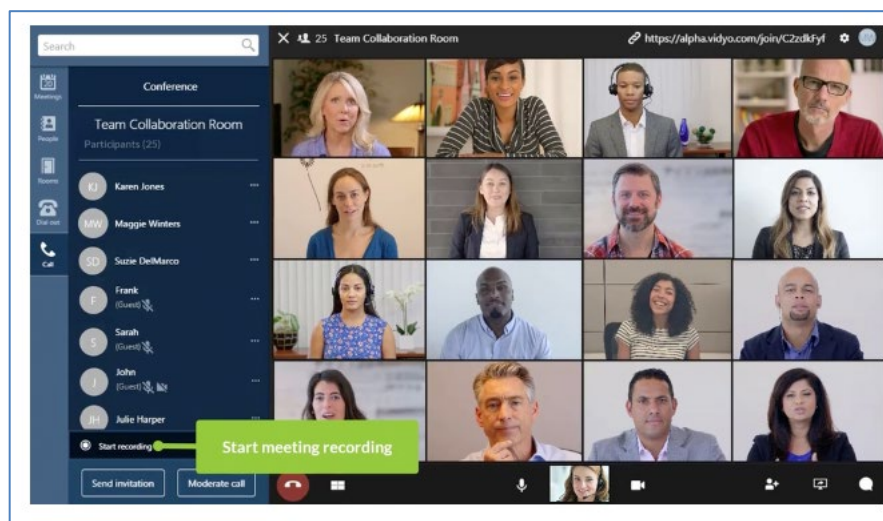 Search
25 Team Collaboration Room
https://alpha.vidyo.com/join/C2zdkFyf
20
Meetings
People
Rooms
Dial out
Call
Conference
Team Collaboration Room
Participants (25)
KJ Karen Jones
MW Maggie Winters
SD Suzie DelMarco
F Frank
(Guest)
S Sarah
(Guest)
J John
(Guest)
JH Julie Harper
Start recording
Start meeting recording
Send invitation
Moderate call